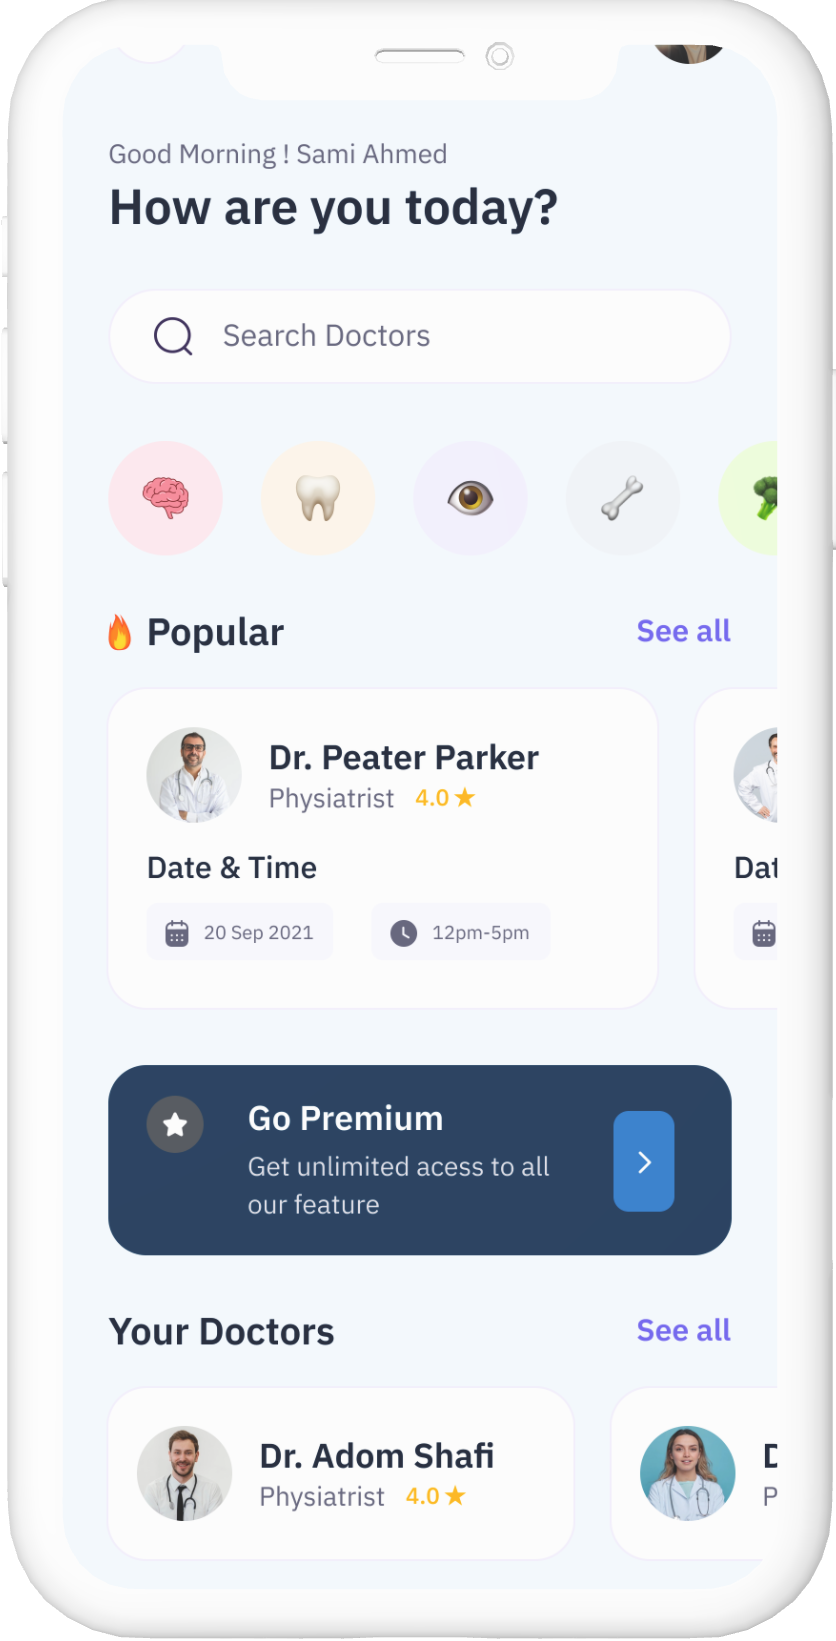 Good Morning ! Sami Ahmed
How are you today?
Search Doctors
Popular
See all
Dr. Peater Parker
Physiatrist 4.0
Date & Time
Dat
20 Sep 2021
12pm-5pm
Go Premium
Get unlimited acess to all
our feature
Your Doctors
See all
Dr. Adom Shafi
D
Physiatrist 4.0
P